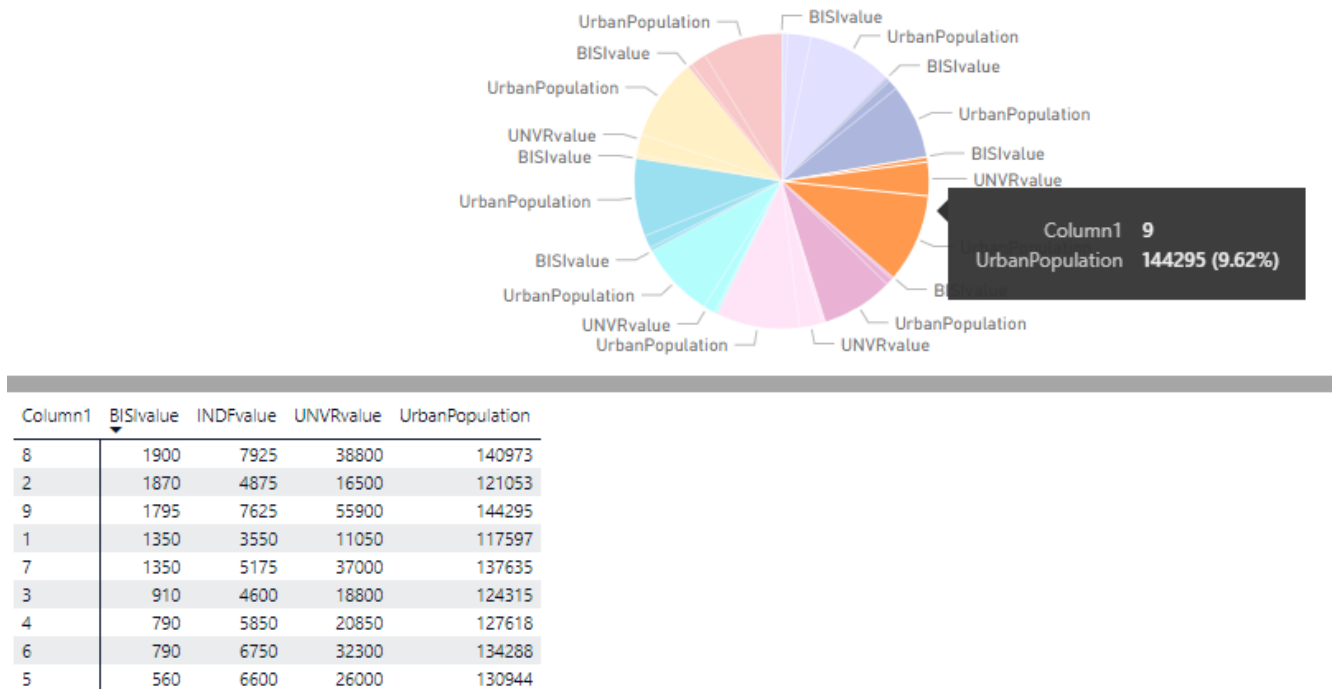 UrbanPopulation
BISIvalue
UrbanPopulation
BISIvalue
BISIvalue
UrbanPopulation
UrbanPopulation
UNVRvalue
BISIvalue
BISIvalue
UNVRvalue
UrbanPopulation
Column1 9
UrbanPopulation 144295 (9.62%)
UrbanPopulation
BISIvalue
BISIvalue
UrbanPopulation
UNVRvalue
UrbanPopulation
UrbanPopulation
UNVRvalue
Column1 BISIvalue INDFvalue UNVRvalue UrbanPopulation
8 1900 7925 38800 140973
2 1870 4875 16500 121053
9 1795 7625 55900 144295
1 1350 3550 11050 117597
7 1350 5175 37000 137635
3 910 4600 18800 124315
4 790 5850 20850 127618
6 790 6750 32300 134288
5 560 6600 26000 130944